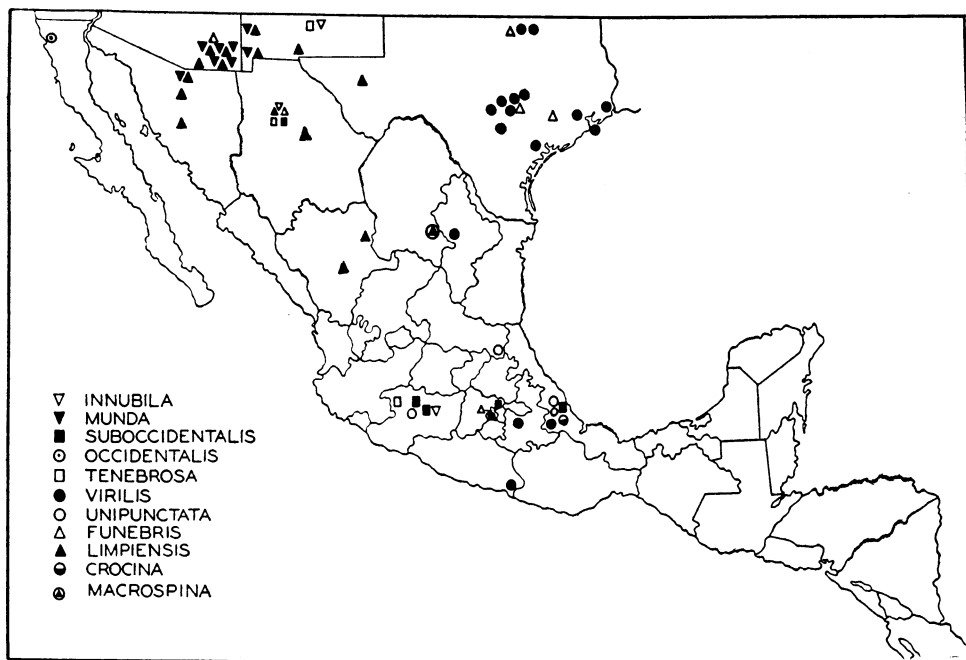 INNUBILA
MUNDA
SUBOCCIDENTALIS
OCCIDENTALIS
TENEBROSA
VIRILIS
UNIPUNCTATA
FUNEBRIS
LIMPIENSIS
CROCINA
MACROSPINA